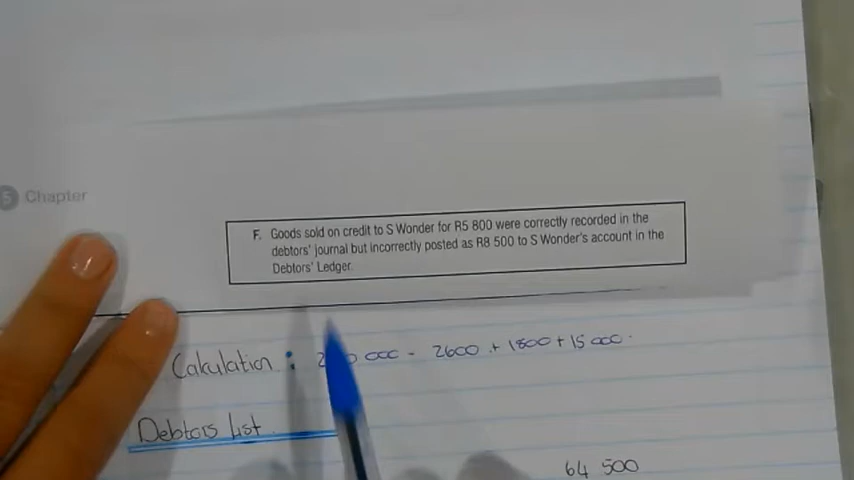 5 Chapter
F. Goods sold on credit to S Wonder for R5 800 were correctly recorded in the
debtors' journal but incorrectly posted as R8 500 to S Wonder's account in the
Debtors' Ledger.
Calculation : 000 - 2600 + 1800 + 15 000
Debtors list
64 500